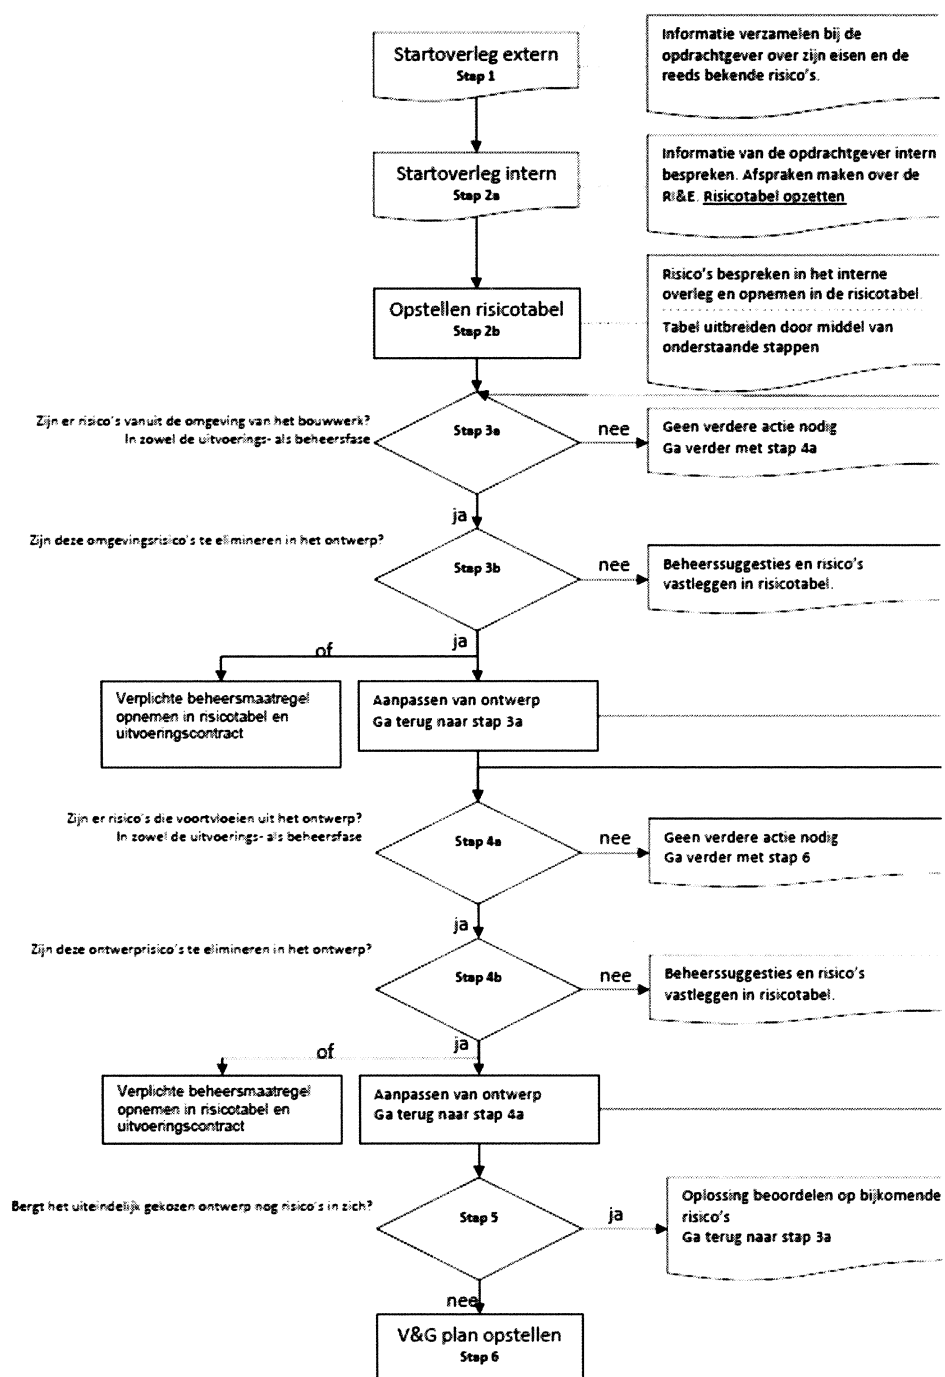 Startoverleg extern
Stap 1
Informatie verzamelen bij de
opdrachtgever over zijn eisen en de
reeds bekende risico's.
Startoverleg intern
Stap 2a
Informatie van de opdrachtgever intern
bespreken. Afspraken maken over de
RI&E. Risicotabel opzetten
Opstellen risicotabel
Stap 2b
Risico's bespreken in het interne
overleg en opnemen in de risicotabel.
Tabel uitbreiden door middel van
onderstaande stappen
Zijn er risico's vanuit de omgeving van het bouwwerk?
In zowel de uitvoerings- als beheersfase
Stap 3a
nee
Geen verdere actie nodig
Ga verder met stap 4a
ja
Zijn deze omgevingsrisico's te elimineren in het ontwerp?
Stap 3b
nee
Beheerssuggesties en risico's
vastleggen in risicotabel.
ja
of
Verplichte beheersmaatregel
opnemen in risicotabel en
uitvoeringscontract
Aanpassen van ontwerp
Ga terug naar stap 3a
Zijn er risico's die voortvloeien uit het ontwerp?
In zowel de uitvoerings- als beheersfase
Stap 4a
nee
Geen verdere actie nodig
Ga verder met stap 6
ja
Zijn deze ontwerprisico's te elimineren in het ontwerp?
Stap 4b
nee
Beheerssuggesties en risico's
vastleggen in risicotabel.
ja
of
Verplichte beheersmaatregel
opnemen in risicotabel en
uitvoeringscontract
Aanpassen van ontwerp
Ga terug naar stap 4a
Bergt het uiteindelijk gekozen ontwerp nog risico's in zich?
Stap 5
ja
Oplossing beoordelen op bijkomende
risico's
Ga terug naar stap 3a
nee
V&G plan opstellen
Stap 6